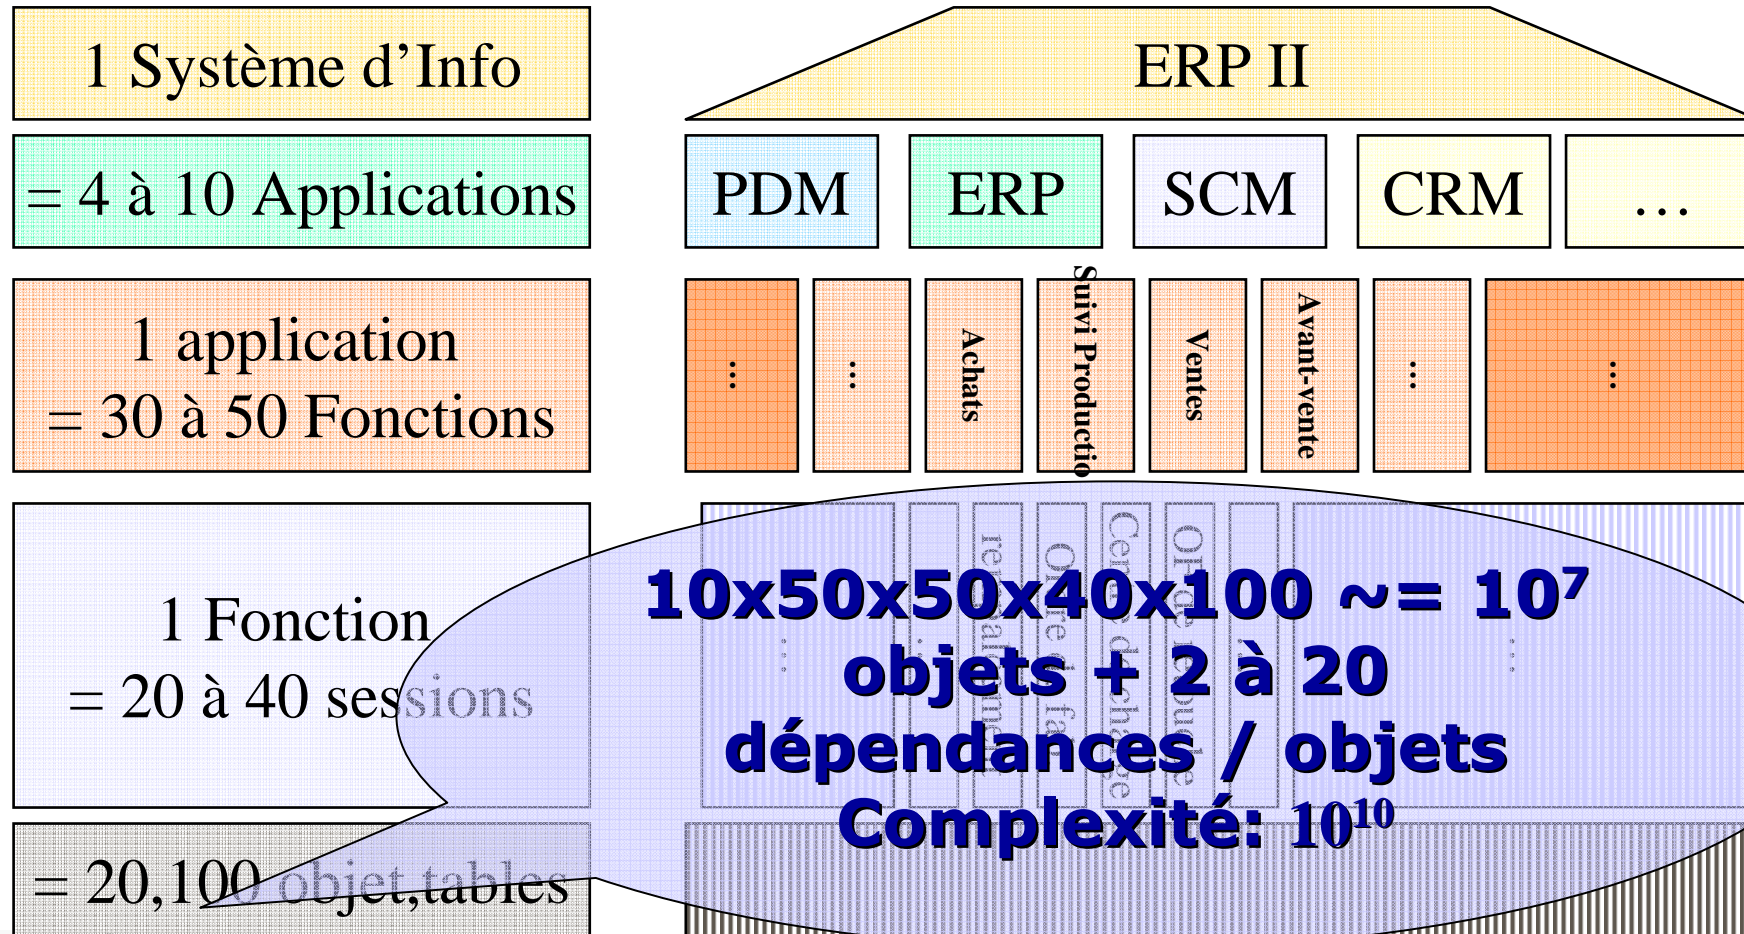 1 Système d’Info
ERP II
= 4 à 10 Applications
PDM
ERP
SCM
CRM
…
1 application
= 30 à 50 Fonctions
...
...
Achats
Suivi Productio
Ventes
Avant-vente
...
...
1 Fonction
= 20 à 40 sessions
10x50x50x40x100 ~= 10⁷
objets + 2 à 20
dépendances / objets
Complexité: 10¹⁰
= 20,100 objet,tables